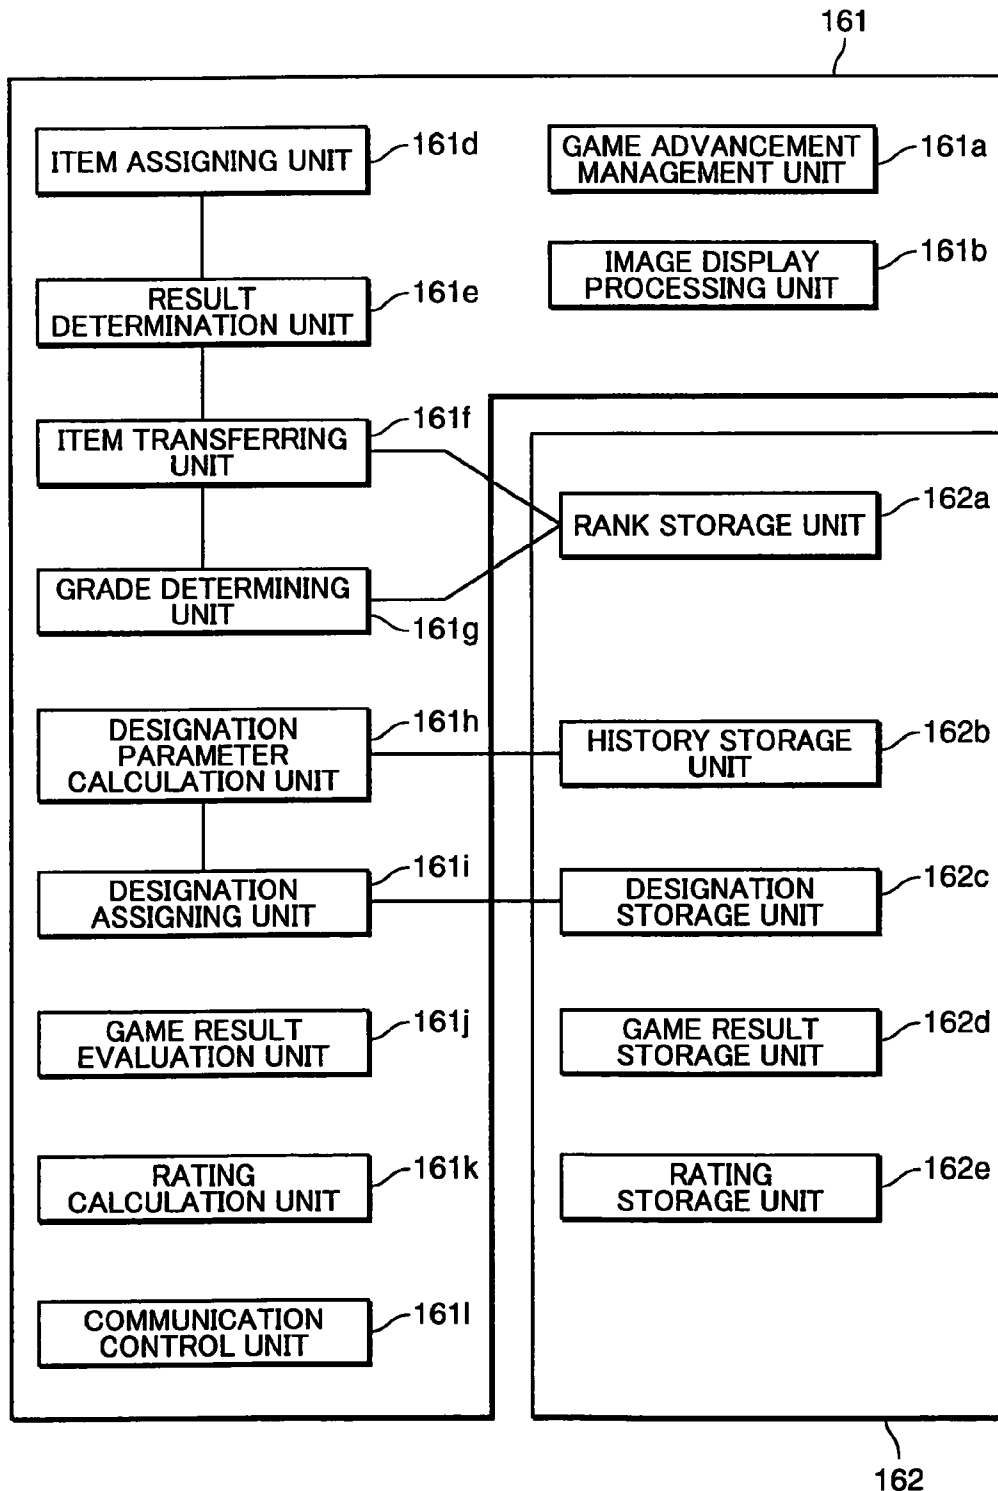 161
ITEM ASSIGNING UNIT
161d
GAME ADVANCEMENT
MANAGEMENT UNIT
161a
IMAGE DISPLAY
PROCESSING UNIT
161b
RESULT
DETERMINATION UNIT
161e
ITEM TRANSFERRING
UNIT
161f
RANK STORAGE UNIT
162a
GRADE DETERMINING
UNIT
161g
DESIGNATION
PARAMETER
CALCULATION UNIT
161h
HISTORY STORAGE
UNIT
162b
DESIGNATION
ASSIGNING UNIT
161i
DESIGNATION
STORAGE UNIT
162c
GAME RESULT
EVALUATION UNIT
161j
GAME RESULT
STORAGE UNIT
162d
RATING
CALCULATION UNIT
161k
RATING
STORAGE UNIT
162e
COMMUNICATION
CONTROL UNIT
161l
162